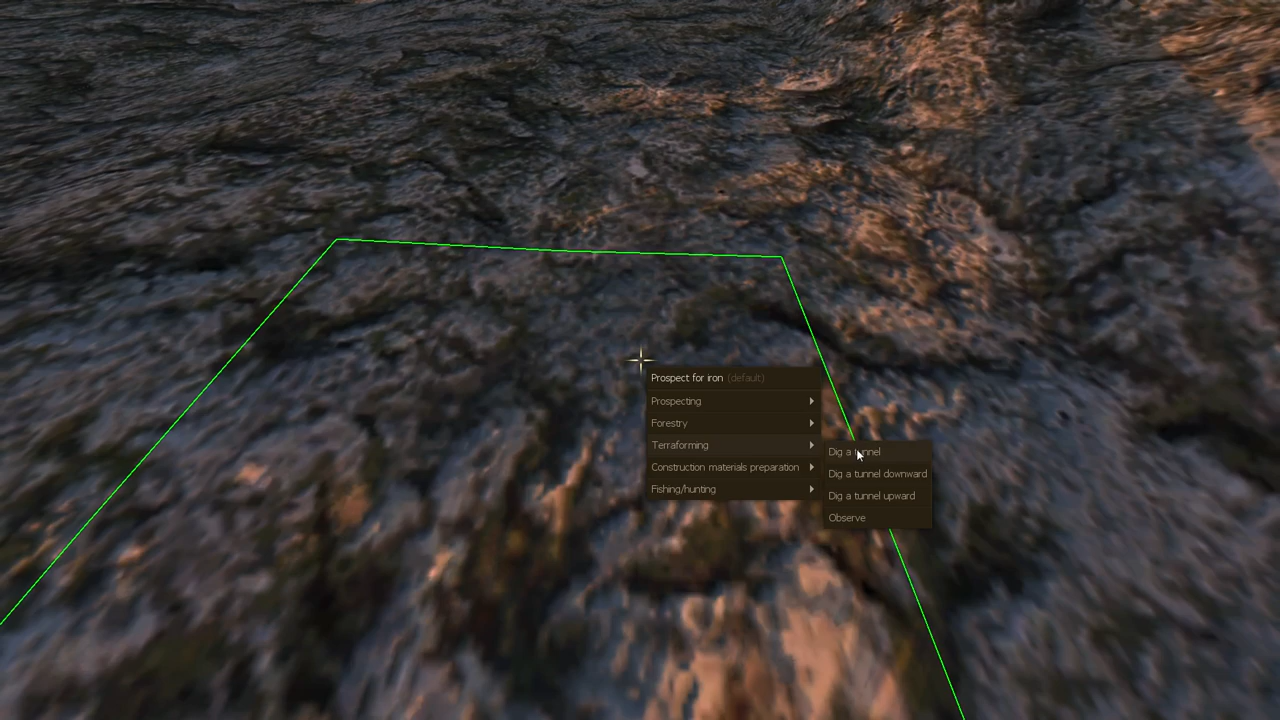 Prospect for iron (default)
Prospecting
Forestry
Terraforming
Construction materials preparation
Fishing/hunting
Dig a tunnel
Dig a tunnel downward
Dig a tunnel upward
Observe